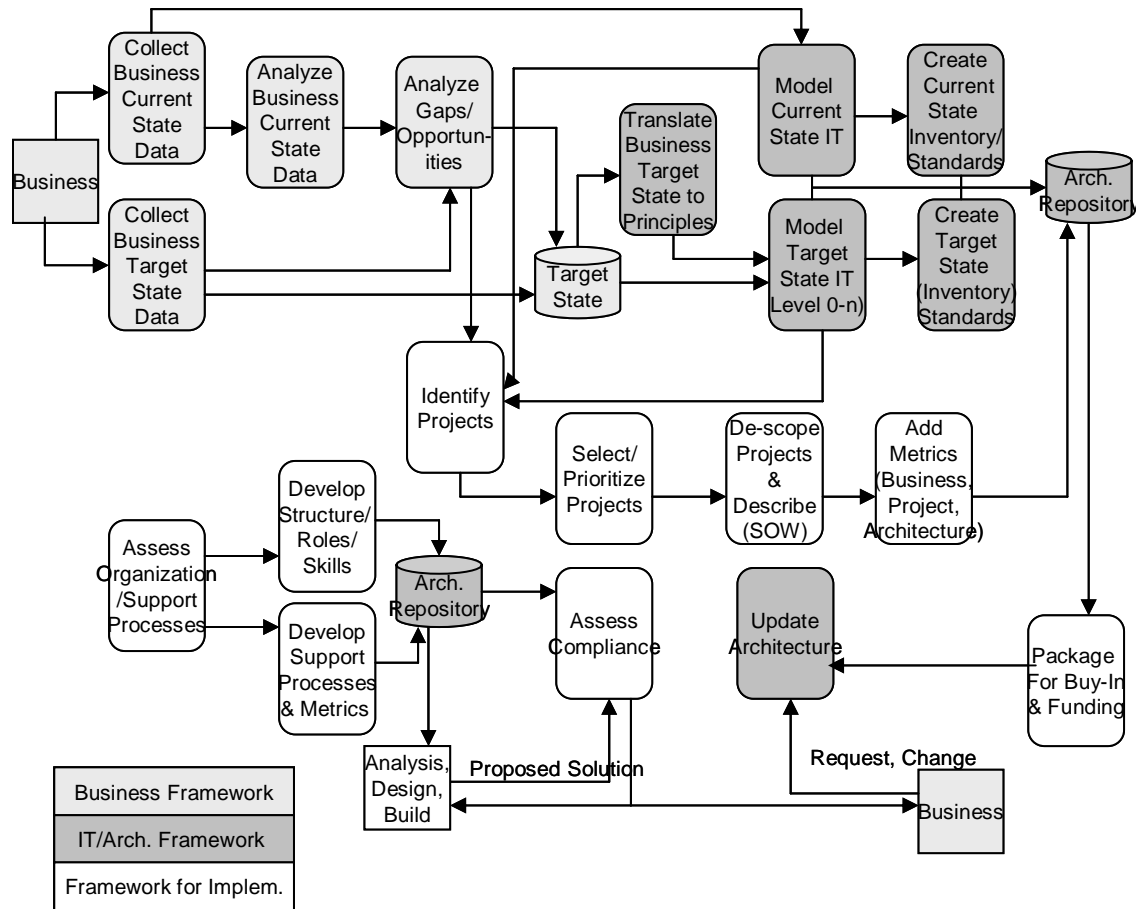 Collect
Business
Current
State
Data
Analyze
Business
Current
State
Data
Analyze
Gaps/
Opportun-
ities
Model
Current
State IT
Create
Current
State
Inventory/
Standards
Translate
Business
Target
State to
Principles
Business
Arch.
Repository
Collect
Business
Target
State
Data
Target
State
Model
Target
State IT
Level 0-n)
Create
Target
State
(Inventory)
Standards
Identify
Projects
Select/
Prioritize
Projects
De-scope
Projects
&
Describe
(SOW)
Add
Metrics
(Business,
Project,
Architecture)
Develop
Structure/
Roles/
Skills
Assess
Organization
/Support
Processes
Arch.
Repository
Develop
Support
Processes
& Metrics
Assess
Compliance
Update
Architecture
Package
For Buy-In
& Funding
Analysis,
Design,
Build
Proposed Solution
Request, Change
Business
Business Framework
IT/Arch. Framework
Framework for Implem.